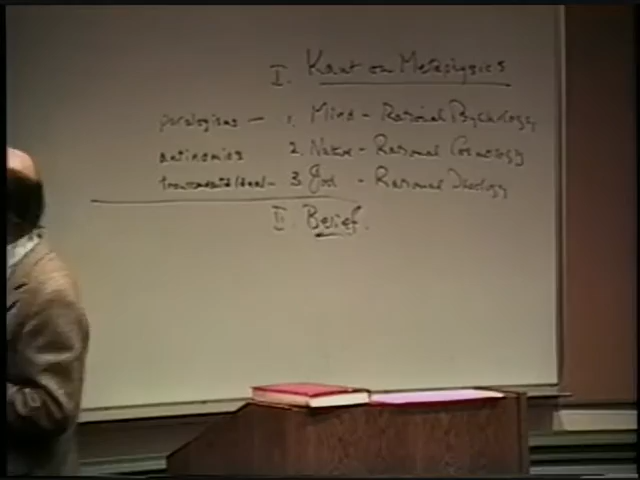 I. Kant on Metaphysics
paralogisms — 1. Mind - Rational Psychology
antinomies 2. Nature - Rational Cosmology
transcendental ideal - 3. God - Rational Theology
II. Belief.